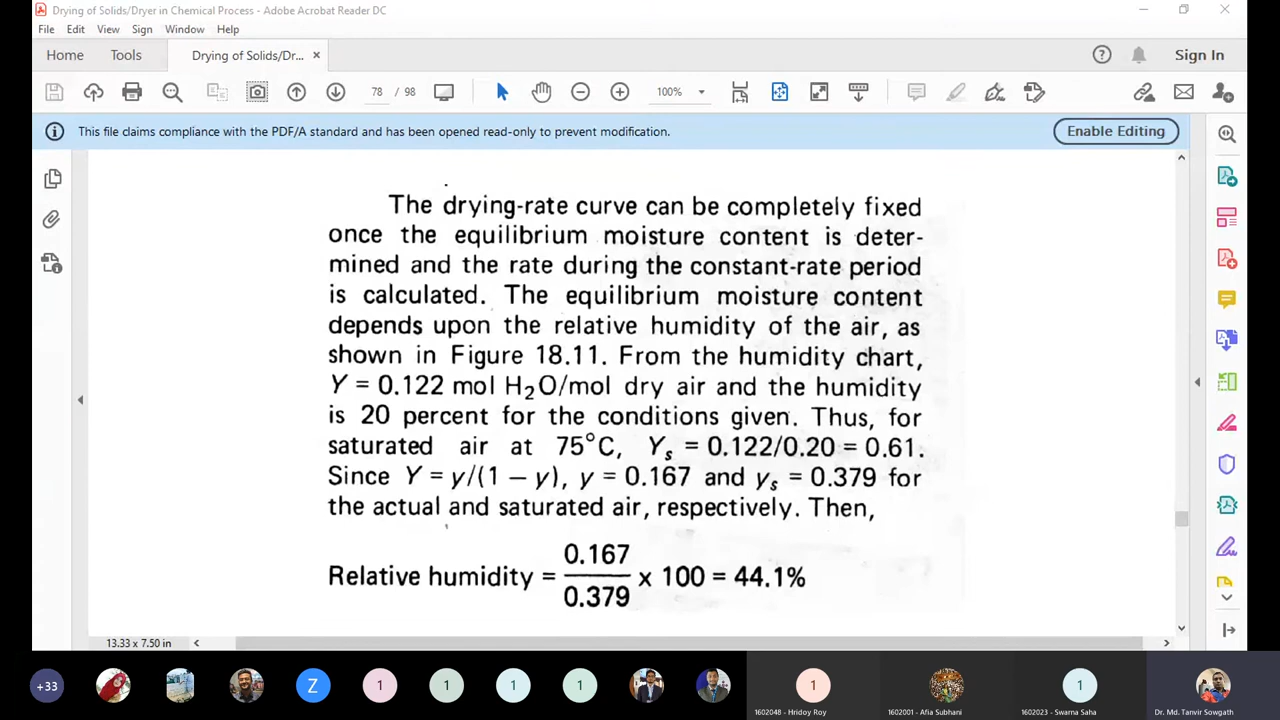 Drying of Solids/Dryer in Chemical Process - Adobe Acrobat Reader DC
File Edit View Sign Window Help
Home Tools Drying of Solids/Dr... × Sign In
78 / 98 100%
This file claims compliance with the PDF/A standard and has been opened read-only to prevent modification. Enable Editing
The drying-rate curve can be completely fixed
once the equilibrium moisture content is deter-
mined and the rate during the constant-rate period
is calculated. The equilibrium moisture content
depends upon the relative humidity of the air, as
shown in Figure 18.11. From the humidity chart,
Y = 0.122 mol H₂O/mol dry air and the humidity
is 20 percent for the conditions given. Thus, for
saturated air at 75°C, Yₛ = 0.122/0.20 = 0.61.
Since Y = y/(1 – y), y = 0.167 and yₛ = 0.379 for
the actual and saturated air, respectively. Then,
Relative humidity = 0.167/0.379 x 100 = 44.1%
13.33 x 7.50 in
+33 Z 1 1 1 1 1 1
1602048 - Hridoy Roy 1602001 - Afia Subhani 1602023 - Swarna Saha Dr. Md. Tanvir Sowgath